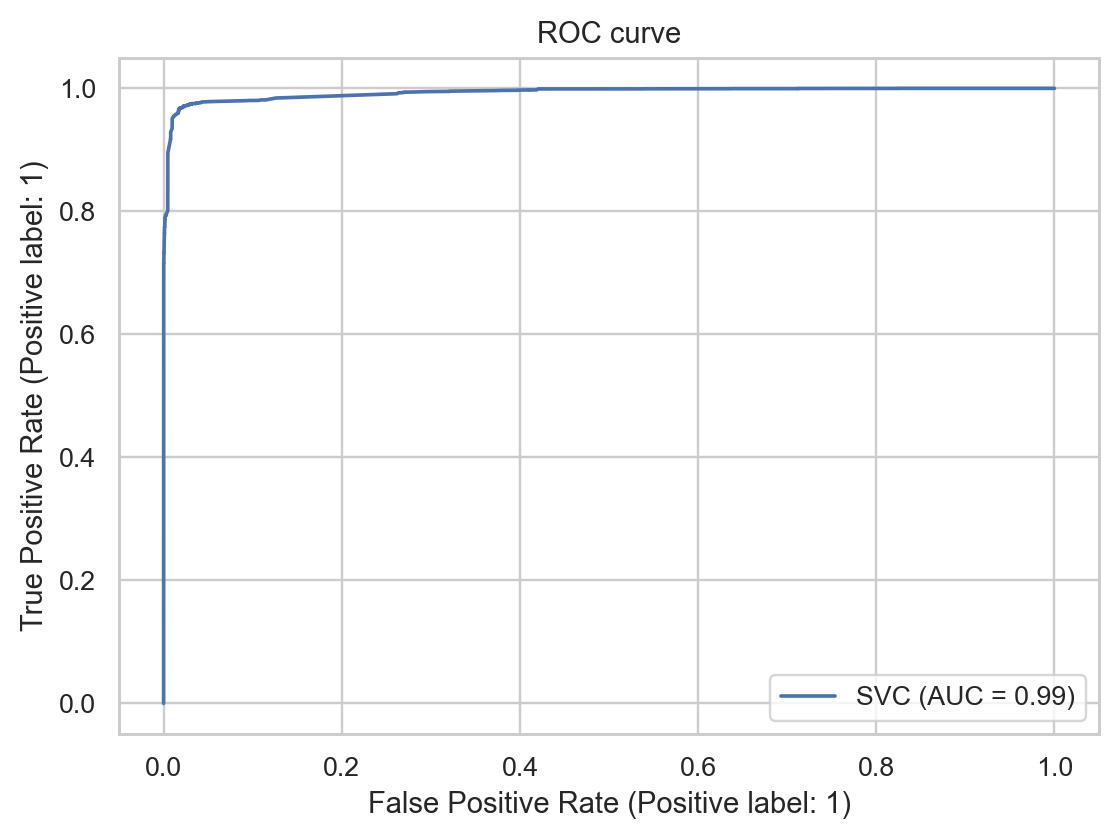 ROC curve
True Positive Rate (Positive label: 1)
1.0
0.8
0.6
0.4
0.2
0.0
SVC (AUC = 0.99)
0.0 0.2 0.4 0.6 0.8 1.0
False Positive Rate (Positive label: 1)